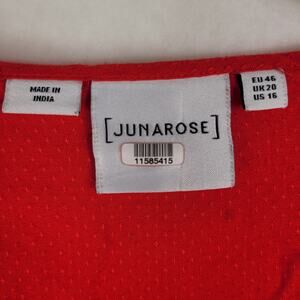 MADE IN
INDIA
[JUNAROSE]
11585415
EU 46
UK 20
US 16